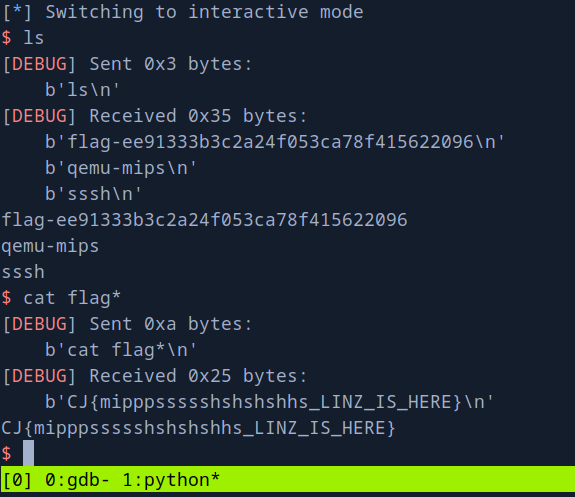 [*] Switching to interactive mode
$ ls
[DEBUG] Sent 0x3 bytes:
    b'ls\n'
[DEBUG] Received 0x35 bytes:
    b'flag-ee91333b3c2a24f053ca78f415622096\n'
    b'qemu-mips\n'
    b'sssh\n'
flag-ee91333b3c2a24f053ca78f415622096
qemu-mips
sssh
$ cat flag*
[DEBUG] Sent 0xa bytes:
    b'cat flag*\n'
[DEBUG] Received 0x25 bytes:
    b'CJ{mipppssssshshshshhs_LINZ_IS_HERE}\n'
CJ{mipppssssshshshshhs_LINZ_IS_HERE}
$
[0] 0:gdb- 1:python*